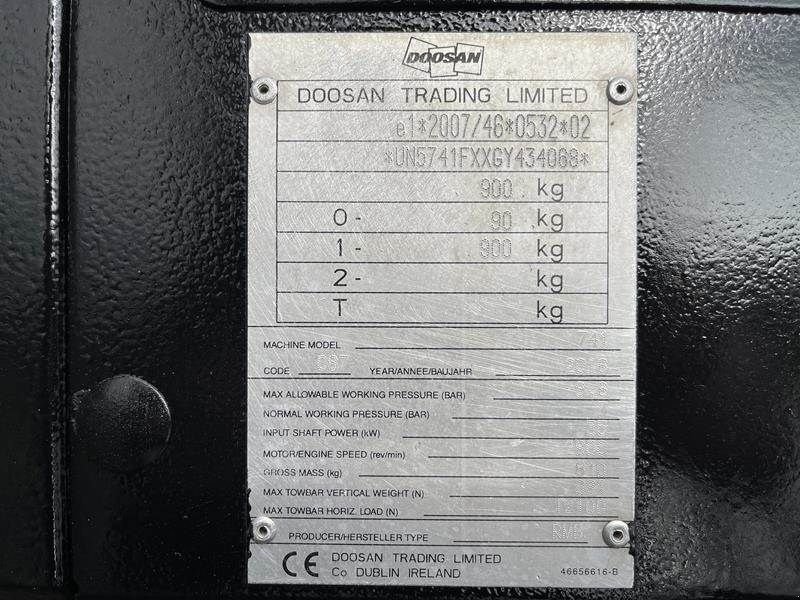 DOOSAN
DOOSAN TRADING LIMITED
e1*2007/46*0532*02
*UN5741FXXGY434068*
900 kg
0- 90 kg
1- 900 kg
2- kg
T kg
MACHINE MODEL 741
CODE YEAR/ANNEE/BAUJAHR
MAX ALLOWABLE WORKING PRESSURE (BAR)
NORMAL WORKING PRESSURE (BAR)
INPUT SHAFT POWER (kW)
MOTOR/ENGINE SPEED (rev/min)
GROSS MASS (kg)
MAX TOWBAR VERTICAL WEIGHT (N)
MAX TOWBAR HORIZ. LOAD (N)
PRODUCER/HERSTELLER TYPE
CE DOOSAN TRADING LIMITED
Co DUBLIN IRELAND 46656616-B